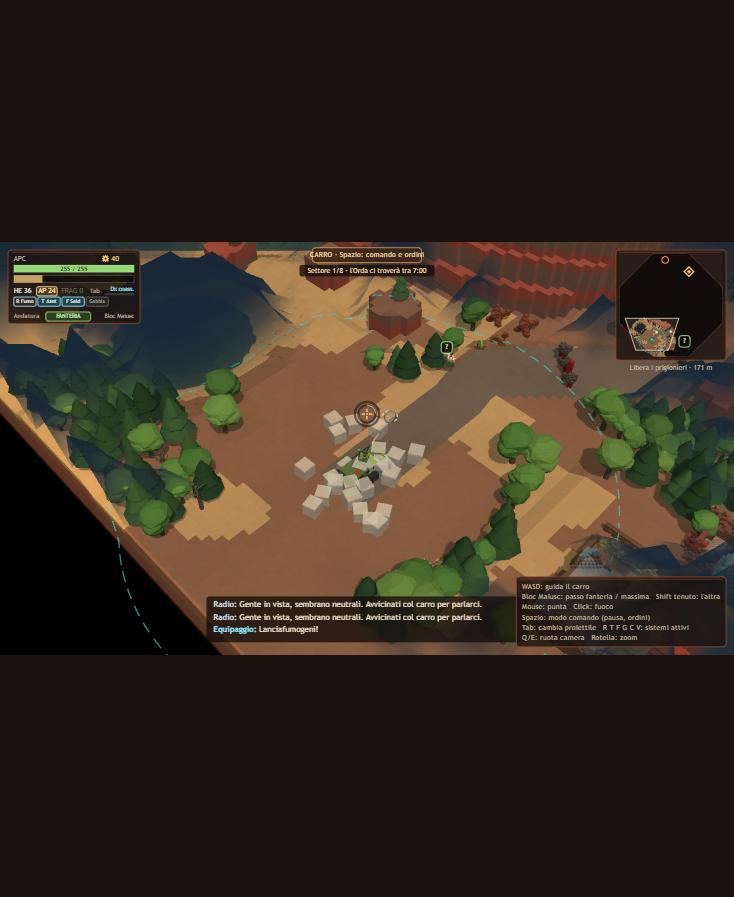 APC 40
255 / 255
HE 36 AP 24 FRAG 0 Tab
R Fumo T Asst F Sald Gabbia
Andatura FANTERIA Bloc Maiusc
CARRO - Spazio: comando e ordini
Settore 1/8 · l'Orda ci troverà tra 7:00
?
?
Libera i prigionieri · 171 m
Radio: Gente in vista, sembrano neutrali. Avvicinati col carro per parlarci.
Radio: Gente in vista, sembrano neutrali. Avvicinati col carro per parlarci.
Equipaggio: Lanciafumogeni!
WASD: guida il carro
Bloc Maiusc: passo fanteria / massima Shift tenuto: l'altra
Mouse: punta Click: fuoco
Spazio: modo comando (pausa, ordini)
Tab: cambia proiettile R T F G C V: sistemi attivi
Q/E: ruota camera Rotella: zoom